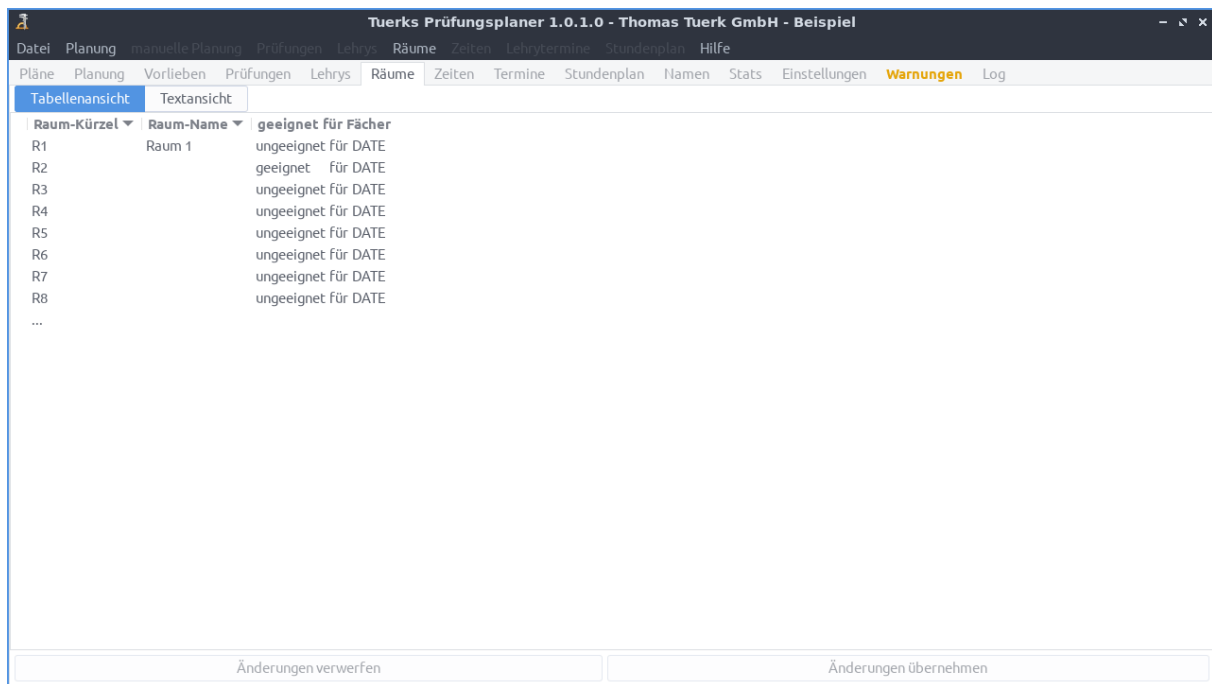 Tuerks Prüfungsplaner 1.0.1.0 - Thomas Tuerk GmbH - Beispiel
Datei Planung manuelle Planung Prüfungen Lehrys Räume Zeiten Lehrytermine Stundenplan Hilfe
Pläne Planung Vorlieben Prüfungen Lehrys Räume Zeiten Termine Stundenplan Namen Stats Einstellungen Warnungen Log
Tabellenansicht Textansicht
Raum-Kürzel Raum-Name geeignet für Fächer
R1 Raum 1 ungeeignet für DATE
R2 geeignet für DATE
R3 ungeeignet für DATE
R4 ungeeignet für DATE
R5 ungeeignet für DATE
R6 ungeeignet für DATE
R7 ungeeignet für DATE
R8 ungeeignet für DATE
...
Änderungen verwerfen Änderungen übernehmen